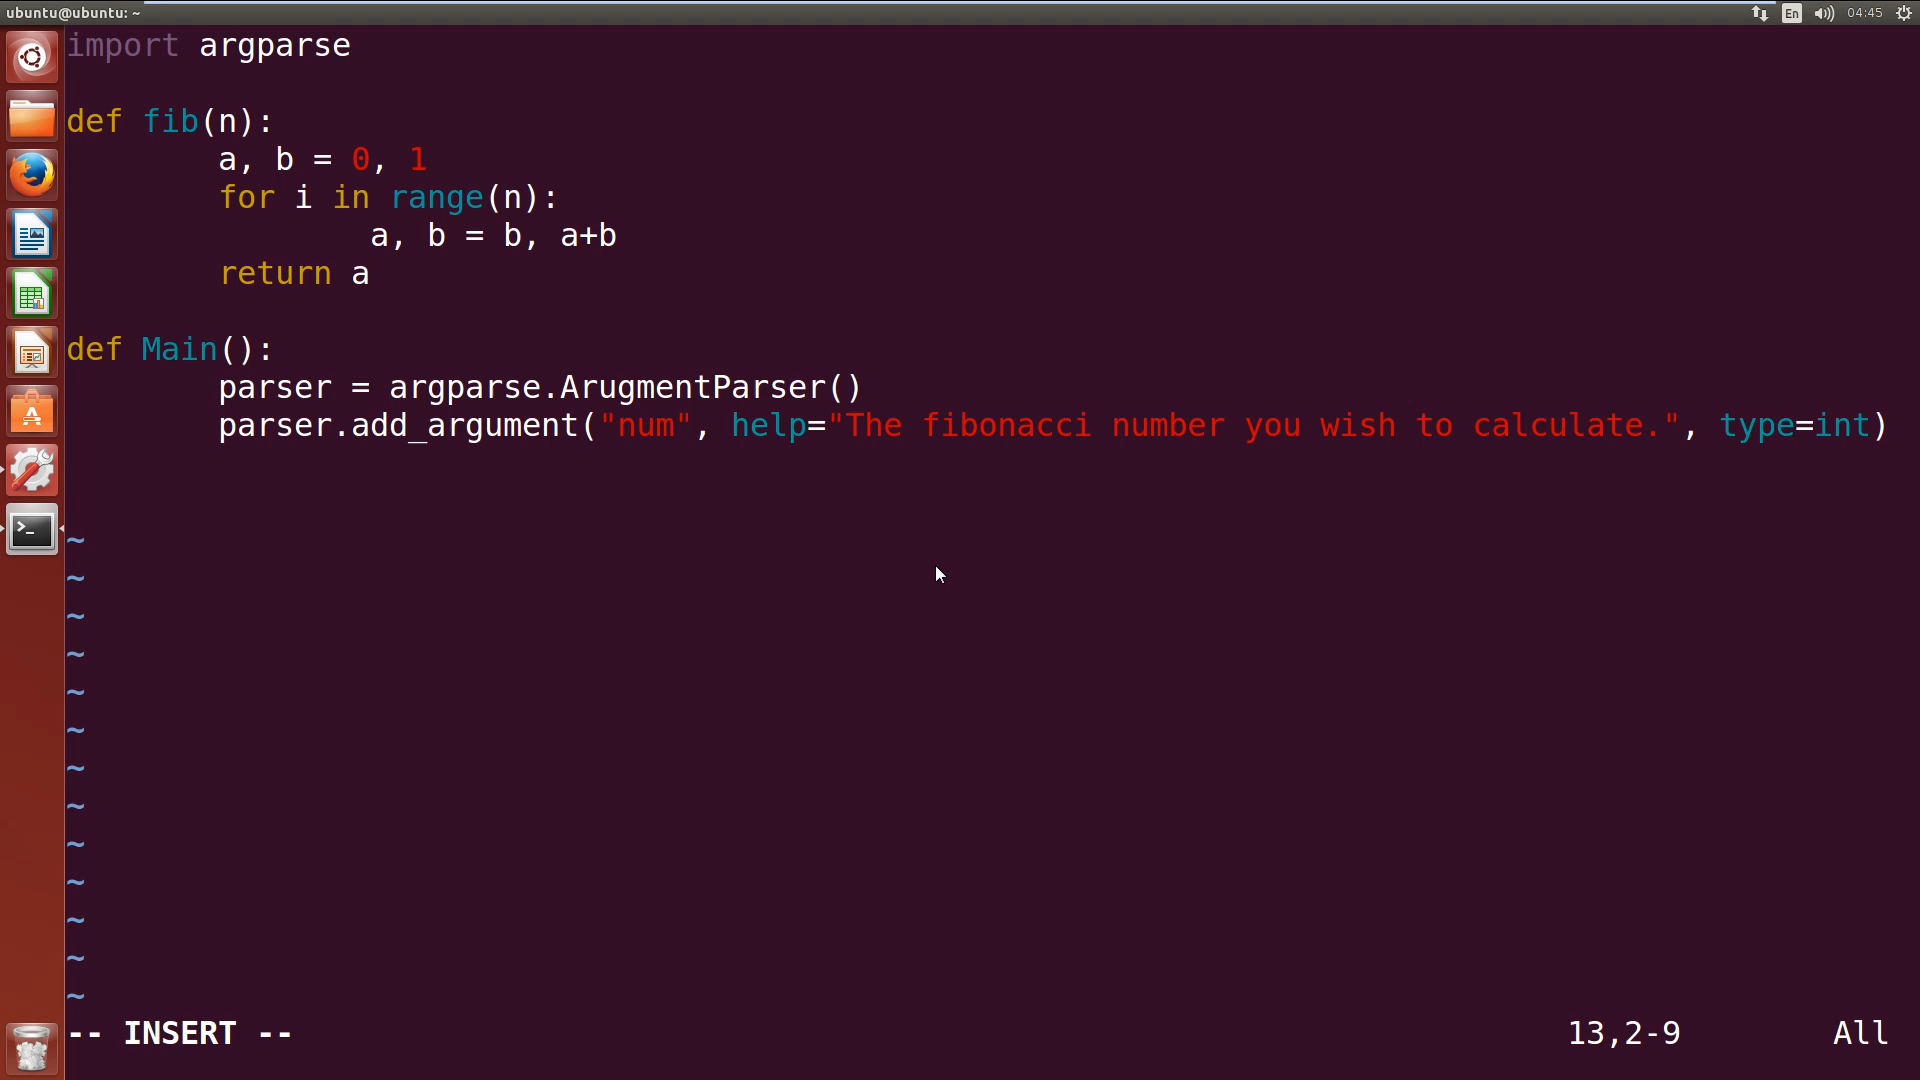 ubuntu@ubuntu: ~
En 04:45
import argparse
def fib(n):
a, b = 0, 1
for i in range(n):
a, b = b, a+b
return a
def Main():
parser = argparse.ArugmentParser()
parser.add_argument("num", help="The fibonacci number you wish to calculate.", type=int)
~
~
~
~
~
~
~
~
~
~
~
~
~
-- INSERT -- 13,2-9 All